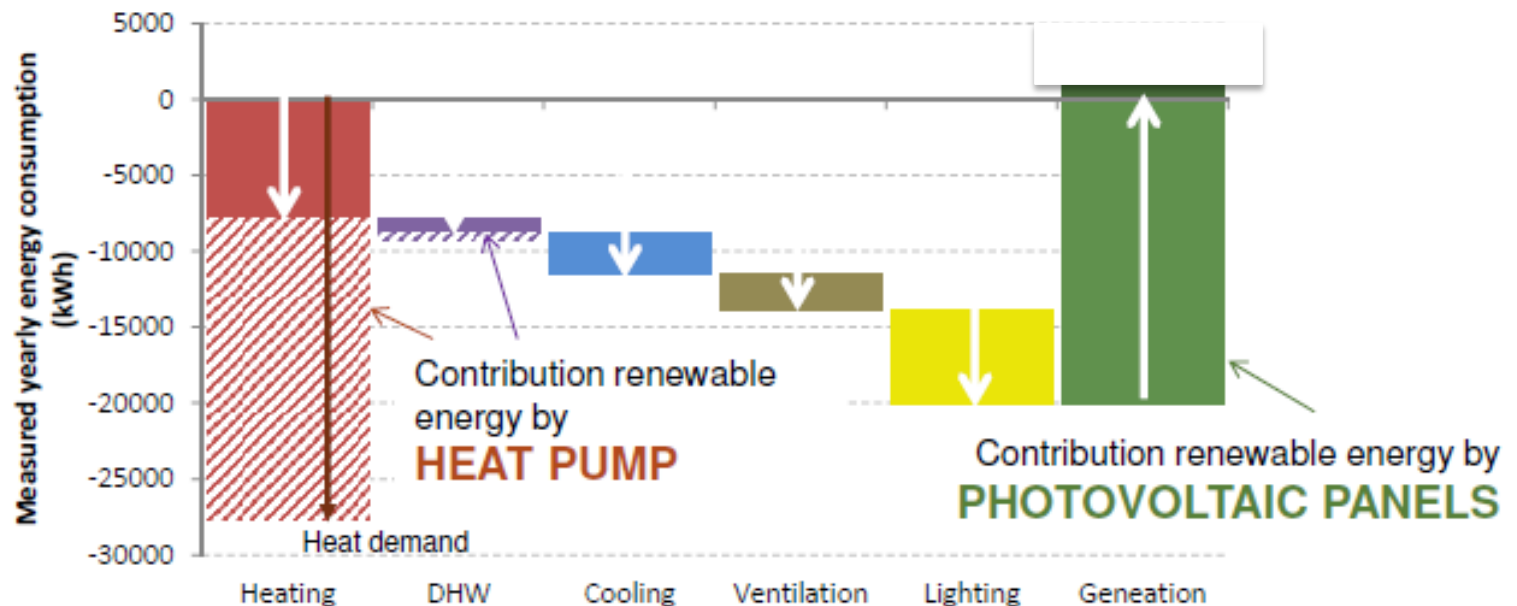 Measured yearly energy consumption
(kWh)
5000
0
-5000
-10000
-15000
-20000
-25000
-30000
Contribution renewable
energy by
HEAT PUMP
Heat demand
Contribution renewable energy by
PHOTOVOLTAIC PANELS
Heating
DHW
Cooling
Ventilation
Lighting
Geneation